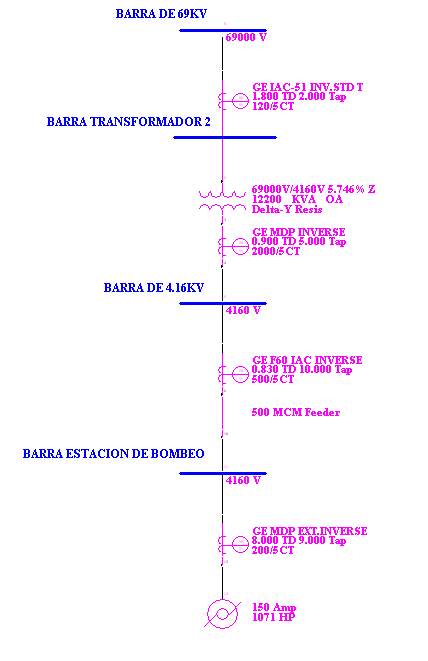 BARRA DE 69KV
69000 V
GE IAC-51 INV.STD T
1.800 TD 2.000 Tap
120/5 CT
BARRA TRANSFORMADOR 2
69000V/4160V 5.746% Z
12200 KVA OA
Delta-Y Resis
GE MDP INVERSE
0.900 TD 5.000 Tap
2000/5 CT
BARRA DE 4.16KV
4160 V
GE F60 IAC INVERSE
0.830 TD 10.000 Tap
500/5 CT
500 MCM Feeder
BARRA ESTACION DE BOMBEO
4160 V
GE MDP EXT.INVERSE
8.000 TD 9.000 Tap
200/5 CT
150 Amp
1071 HP